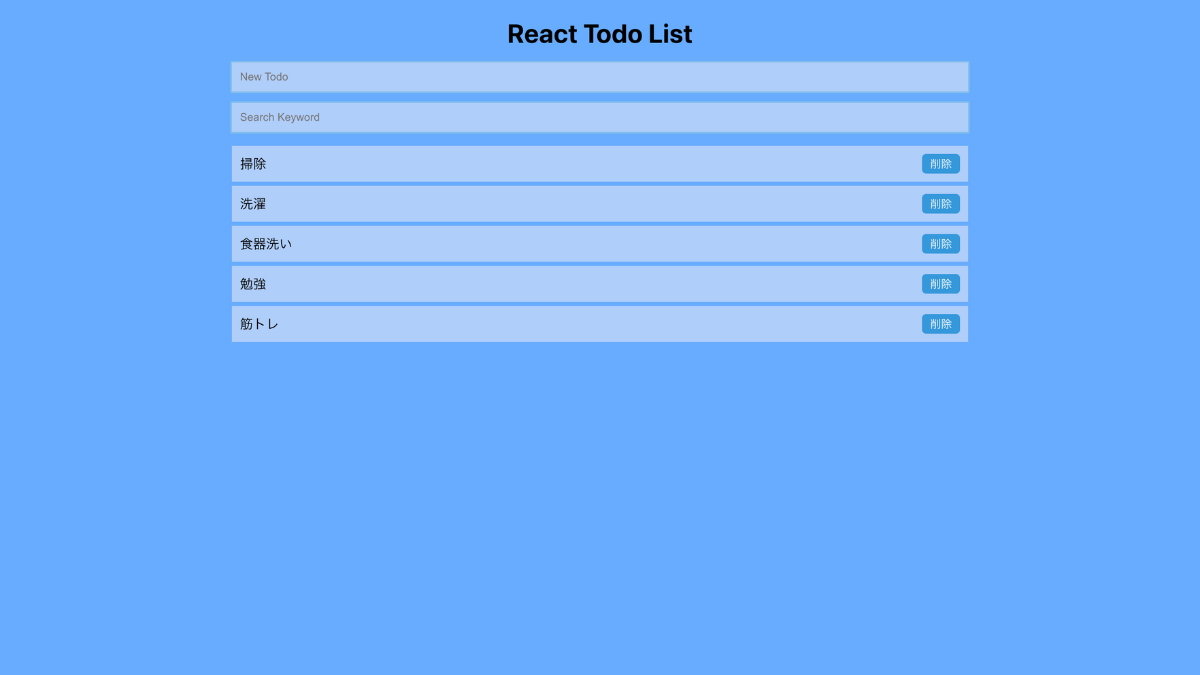 React Todo List
New Todo
Search Keyword
掃除 削除
洗濯 削除
食器洗い 削除
勉強 削除
筋トレ 削除